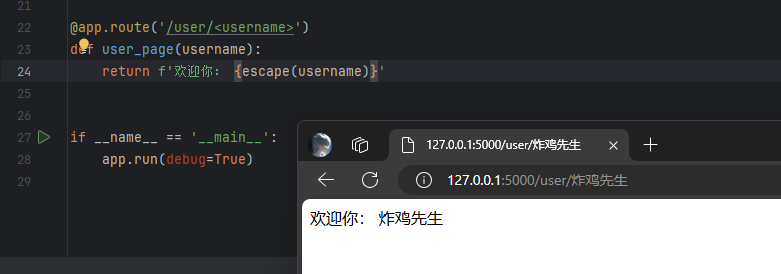 21
22 @app.route('/user/<username>')
23 def user_page(username):
24 return f'欢迎你： {escape(username)}'
25
26
27 if __name__ == '__main__':
28 app.run(debug=True)
29
127.0.0.1:5000/user/炸鸡先生
127.0.0.1:5000/user/炸鸡先生
欢迎你： 炸鸡先生